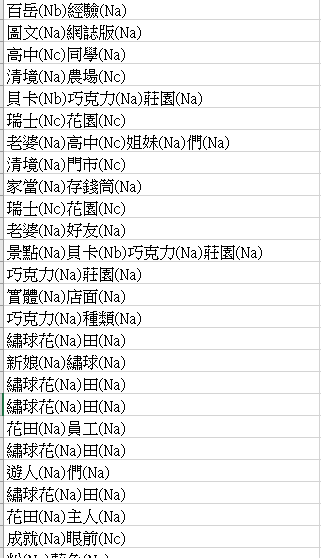 百岳(Nb)經驗(Na)
圖文(Na)網誌版(Na)
高中(Nc)同學(Na)
清境(Na)農場(Nc)
貝卡(Nb)巧克力(Na)莊園(Na)
瑞士(Nc)花園(Nc)
老婆(Na)高中(Nc)姐妹(Na)們(Na)
清境(Na)門市(Nc)
家當(Na)存錢筒(Na)
瑞士(Nc)花園(Nc)
老婆(Na)好友(Na)
景點(Na)貝卡(Nb)巧克力(Na)莊園(Na)
巧克力(Na)莊園(Na)
實體(Na)店面(Na)
巧克力(Na)種類(Na)
繡球花(Na)田(Na)
新娘(Na)繡球(Na)
繡球花(Na)田(Na)
繡球花(Na)田(Na)
花田(Na)員工(Na)
繡球花(Na)田(Na)
遊人(Na)們(Na)
繡球花(Na)田(Na)
花田(Na)主人(Na)
成就(Na)眼前(Nc)